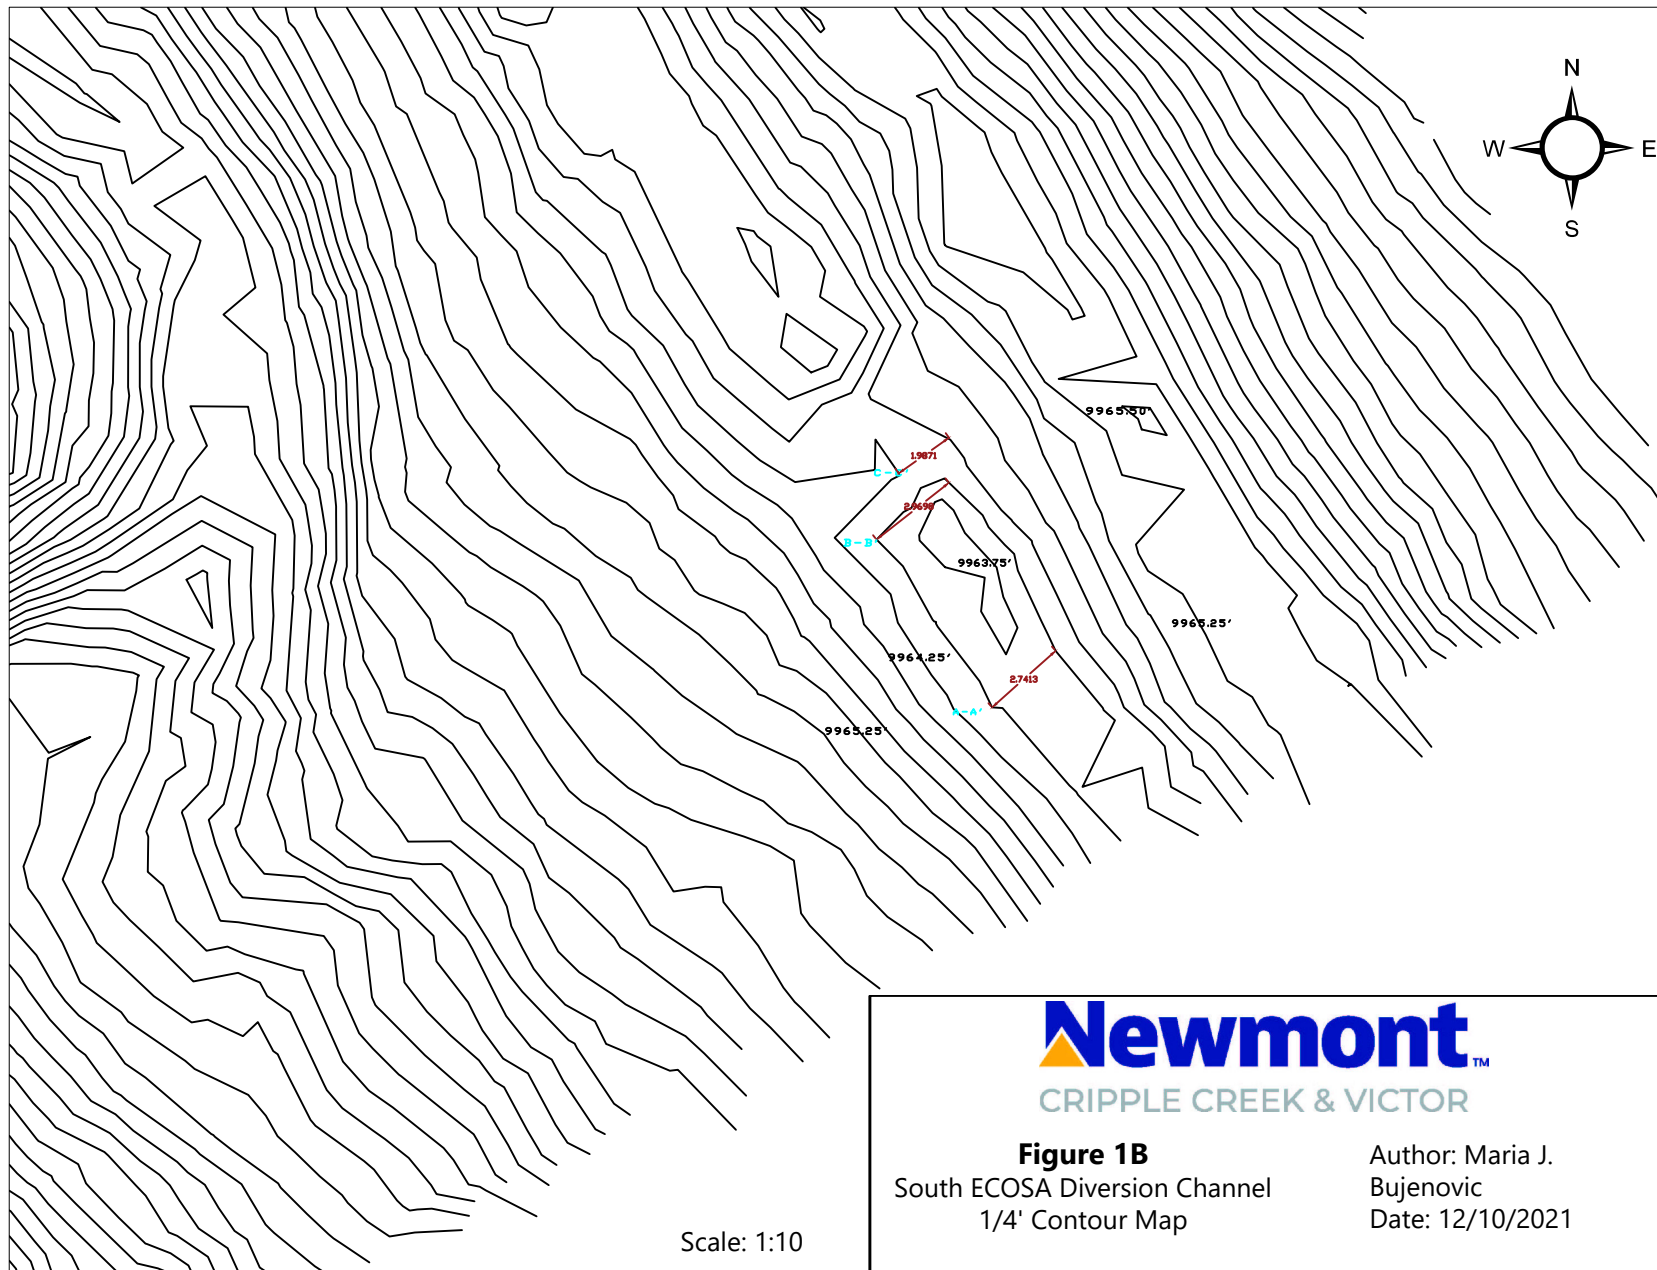 N
W E
S
9965.50'
1.9871
C-C'
2.9698
B-B'
9963.75'
9965.25'
9964.25'
2.7413
A-A'
9965.25'
Newmont™
CRIPPLE CREEK & VICTOR
Figure 1B
South ECOSA Diversion Channel
1/4' Contour Map
Author: Maria J.
Bujenovic
Date: 12/10/2021
Scale: 1:10